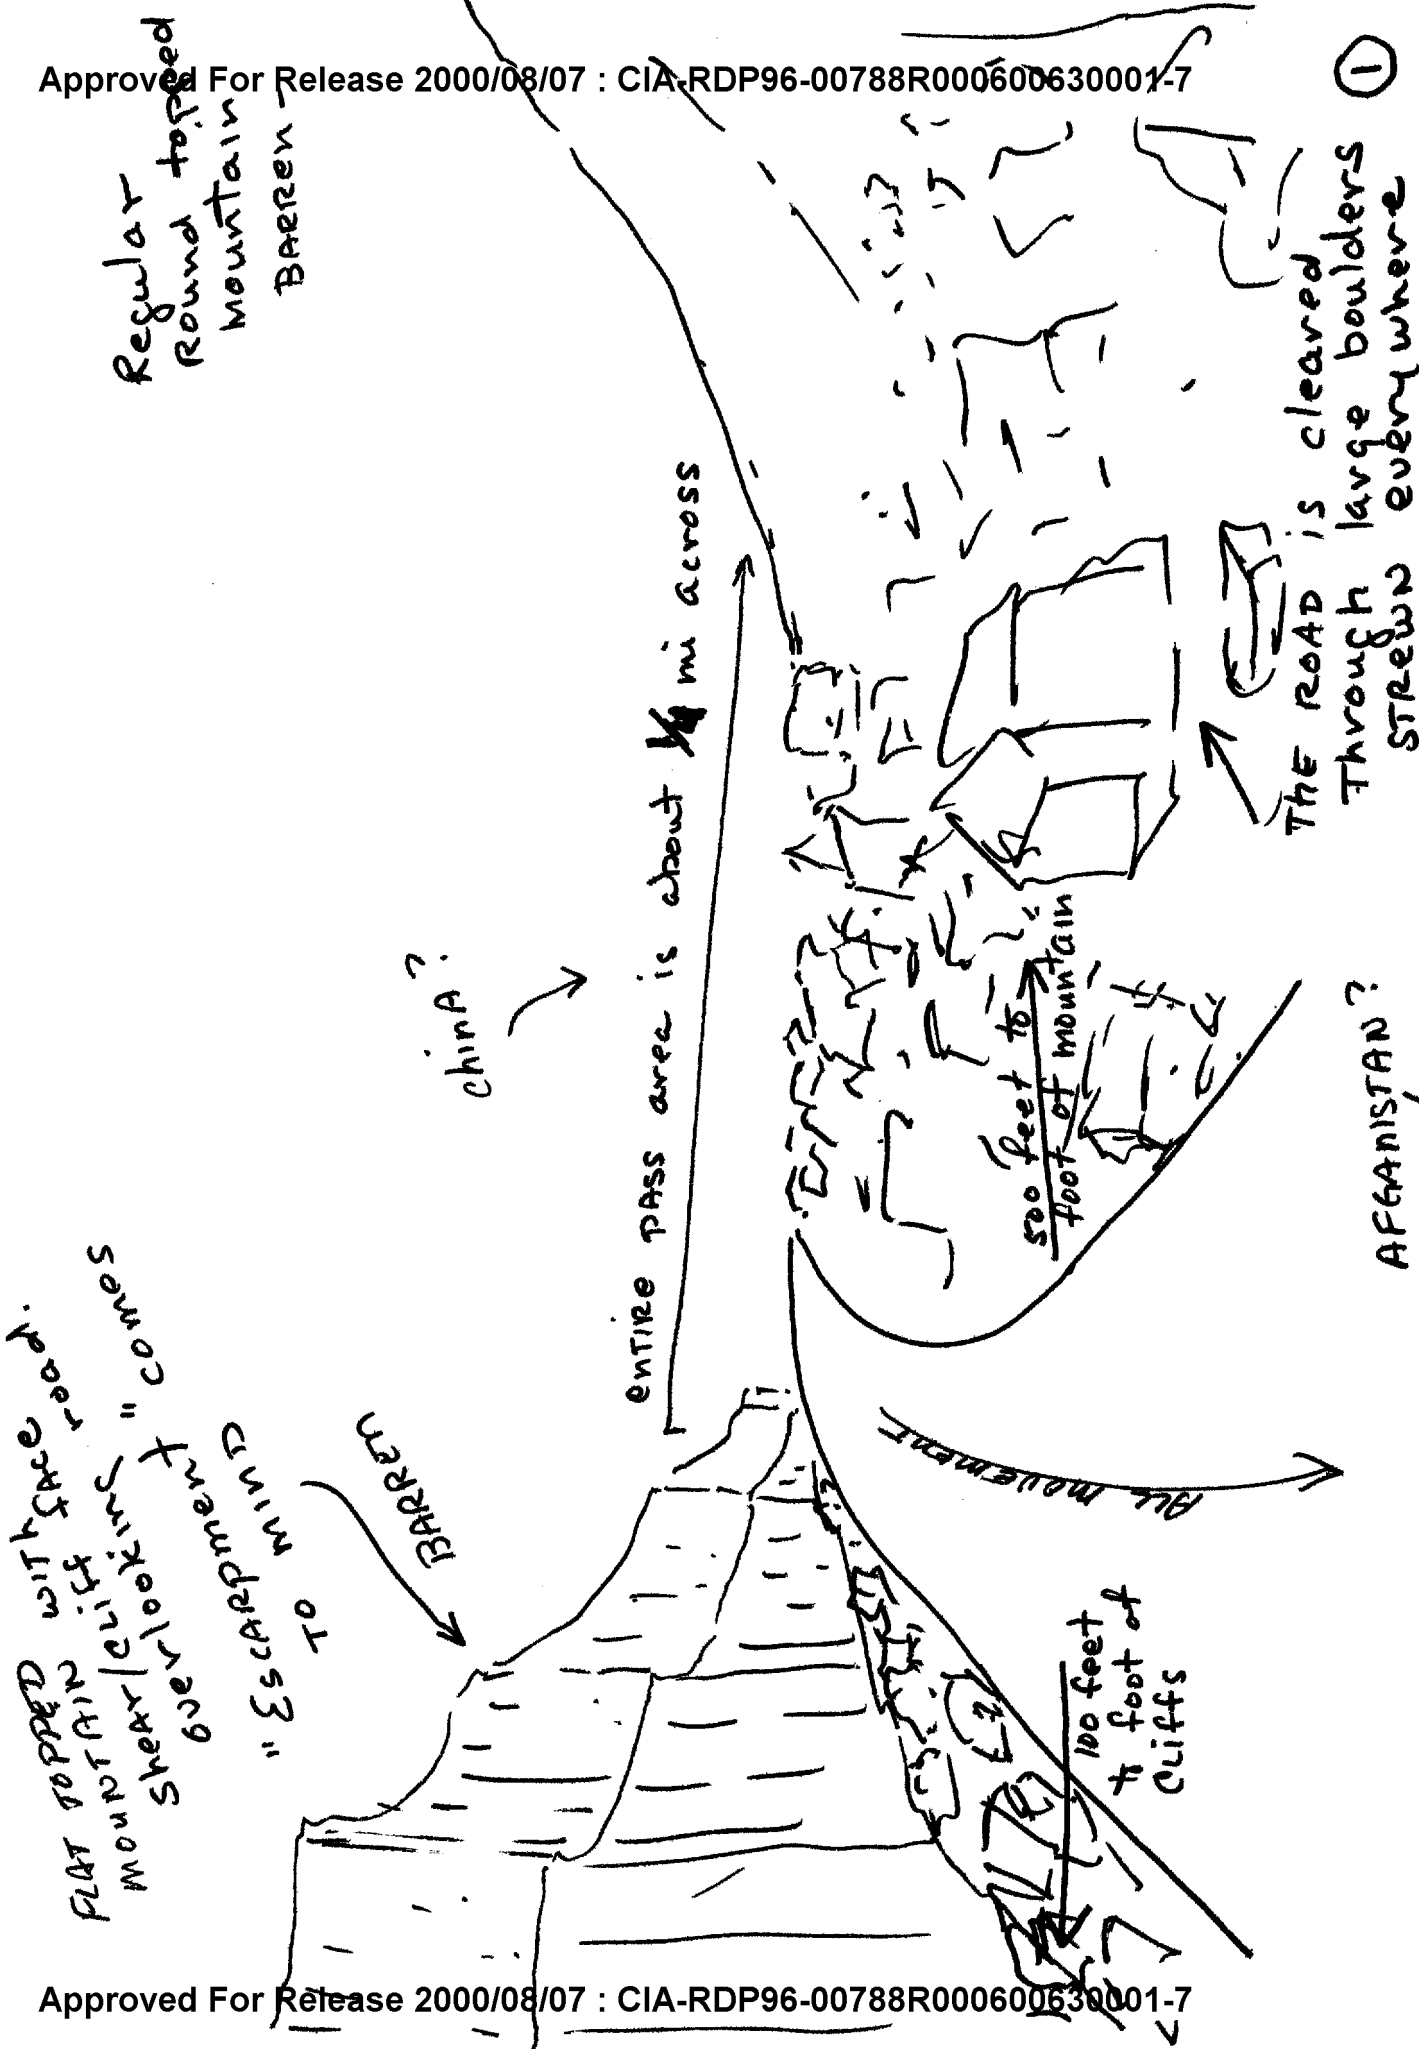 Approved For Release 2000/08/07 : CIA-RDP96-00788R000600630001-7
①
FLAT TOPPED
MOUNTAIN WITH
Shear/cliff face
overlooking road.
"Escarpment" comes
TO MIND
BARREN
Regular
Round topped
Mountain
BARREN -
chinA?
entire pass area is about mi across
All movement
100 feet
to foot of
Cliffs
500 feet to
foot of mountain
AFGANISTAN?
The ROAD is cleared
Through large boulders
STREWN everywhere
Approved For Release 2000/08/07 : CIA-RDP96-00788R000600630001-7